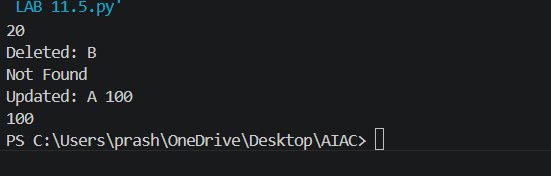 LAB 11.5.py'
20
Deleted: B
Not Found
Updated: A 100
100
PS C:\Users\prash\OneDrive\Desktop\AIAC>